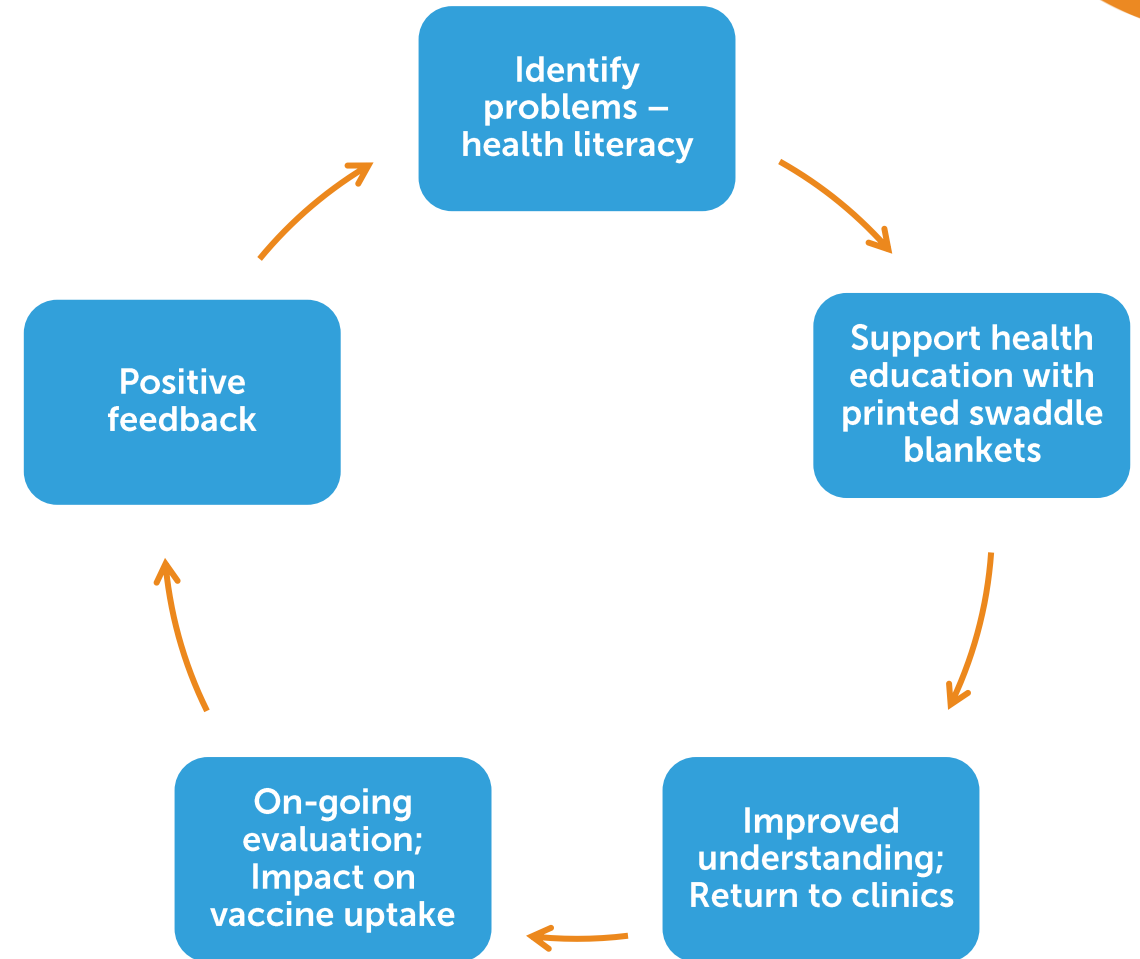 Identify
problems –
health literacy
Support health
education with
printed swaddle
blankets
Improved
understanding;
Return to clinics
On-going
evaluation;
Impact on
vaccine uptake
Positive
feedback